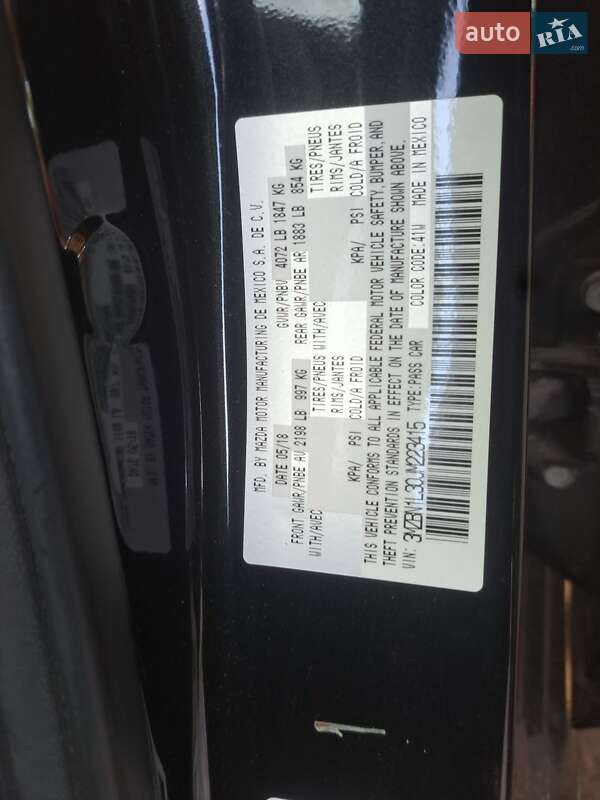 auto RIA.com
MFD. BY MAZDA MOTOR MANUFACTURING DE MEXICO S.A. DE C.V.
DATE 05/18 GVWR/PNBV 4072 LB 1847 KG
FRONT GAWR/PNBE AV 2198 LB 997 KG REAR GAWR/PNBE AR 1883 LB 854 KG
WITH/AVEC TIRES/PNEUS WITH/AVEC TIRES/PNEUS
RIMS/JANTES RIMS/JANTES
KPA/ PSI COLD/A FROID KPA/ PSI COLD/A FROID
THIS VEHICLE CONFORMS TO ALL APPLICABLE FEDERAL MOTOR VEHICLE SAFETY, BUMPER, AND
THEFT PREVENTION STANDARDS IN EFFECT ON THE DATE OF MANUFACTURE SHOWN ABOVE.
VIN: 3MZBN1L30JM223415 TYPE:PASS CAR COLOR CODE:41W MADE IN MEXICO